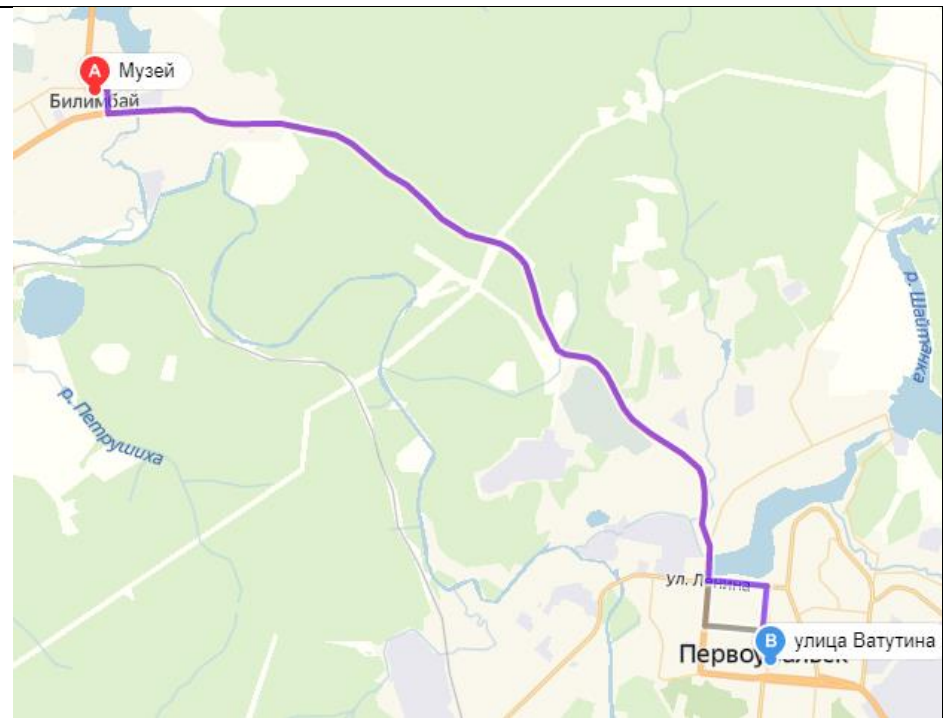 А Музей
Билимбай
р. Шайтанка
р. Петрушиха
ул. Ленина
В улица Ватутина
Первоуральск